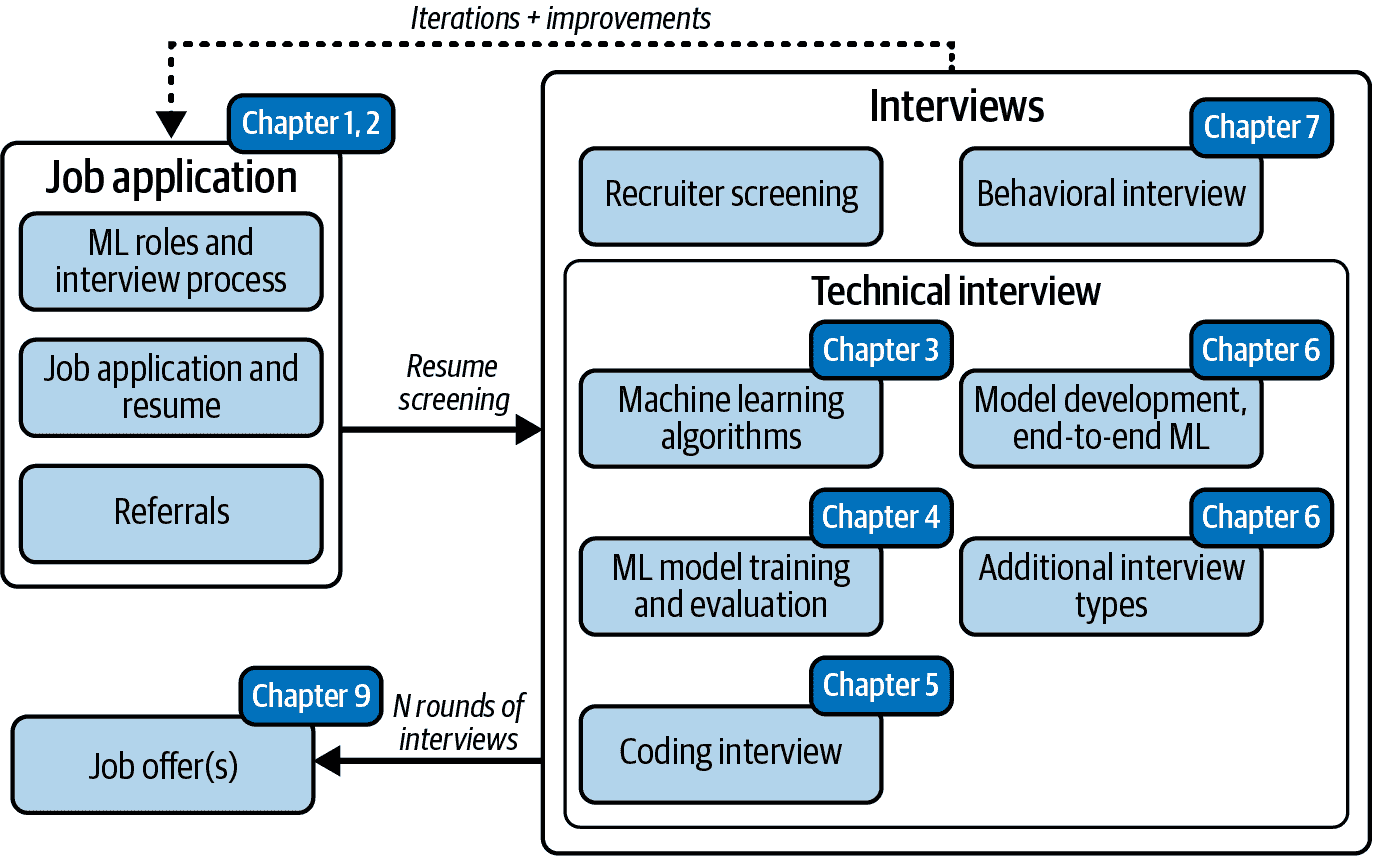 Iterations + improvements
Chapter 1, 2
Job application
ML roles and
interview process
Job application and
resume
Referrals
Resume
screening
Interviews
Recruiter screening
Chapter 7
Behavioral interview
Technical interview
Chapter 3
Machine learning
algorithms
Chapter 6
Model development,
end-to-end ML
Chapter 4
ML model training
and evaluation
Chapter 6
Additional interview
types
Chapter 5
Coding interview
N rounds of
interviews
Chapter 9
Job offer(s)